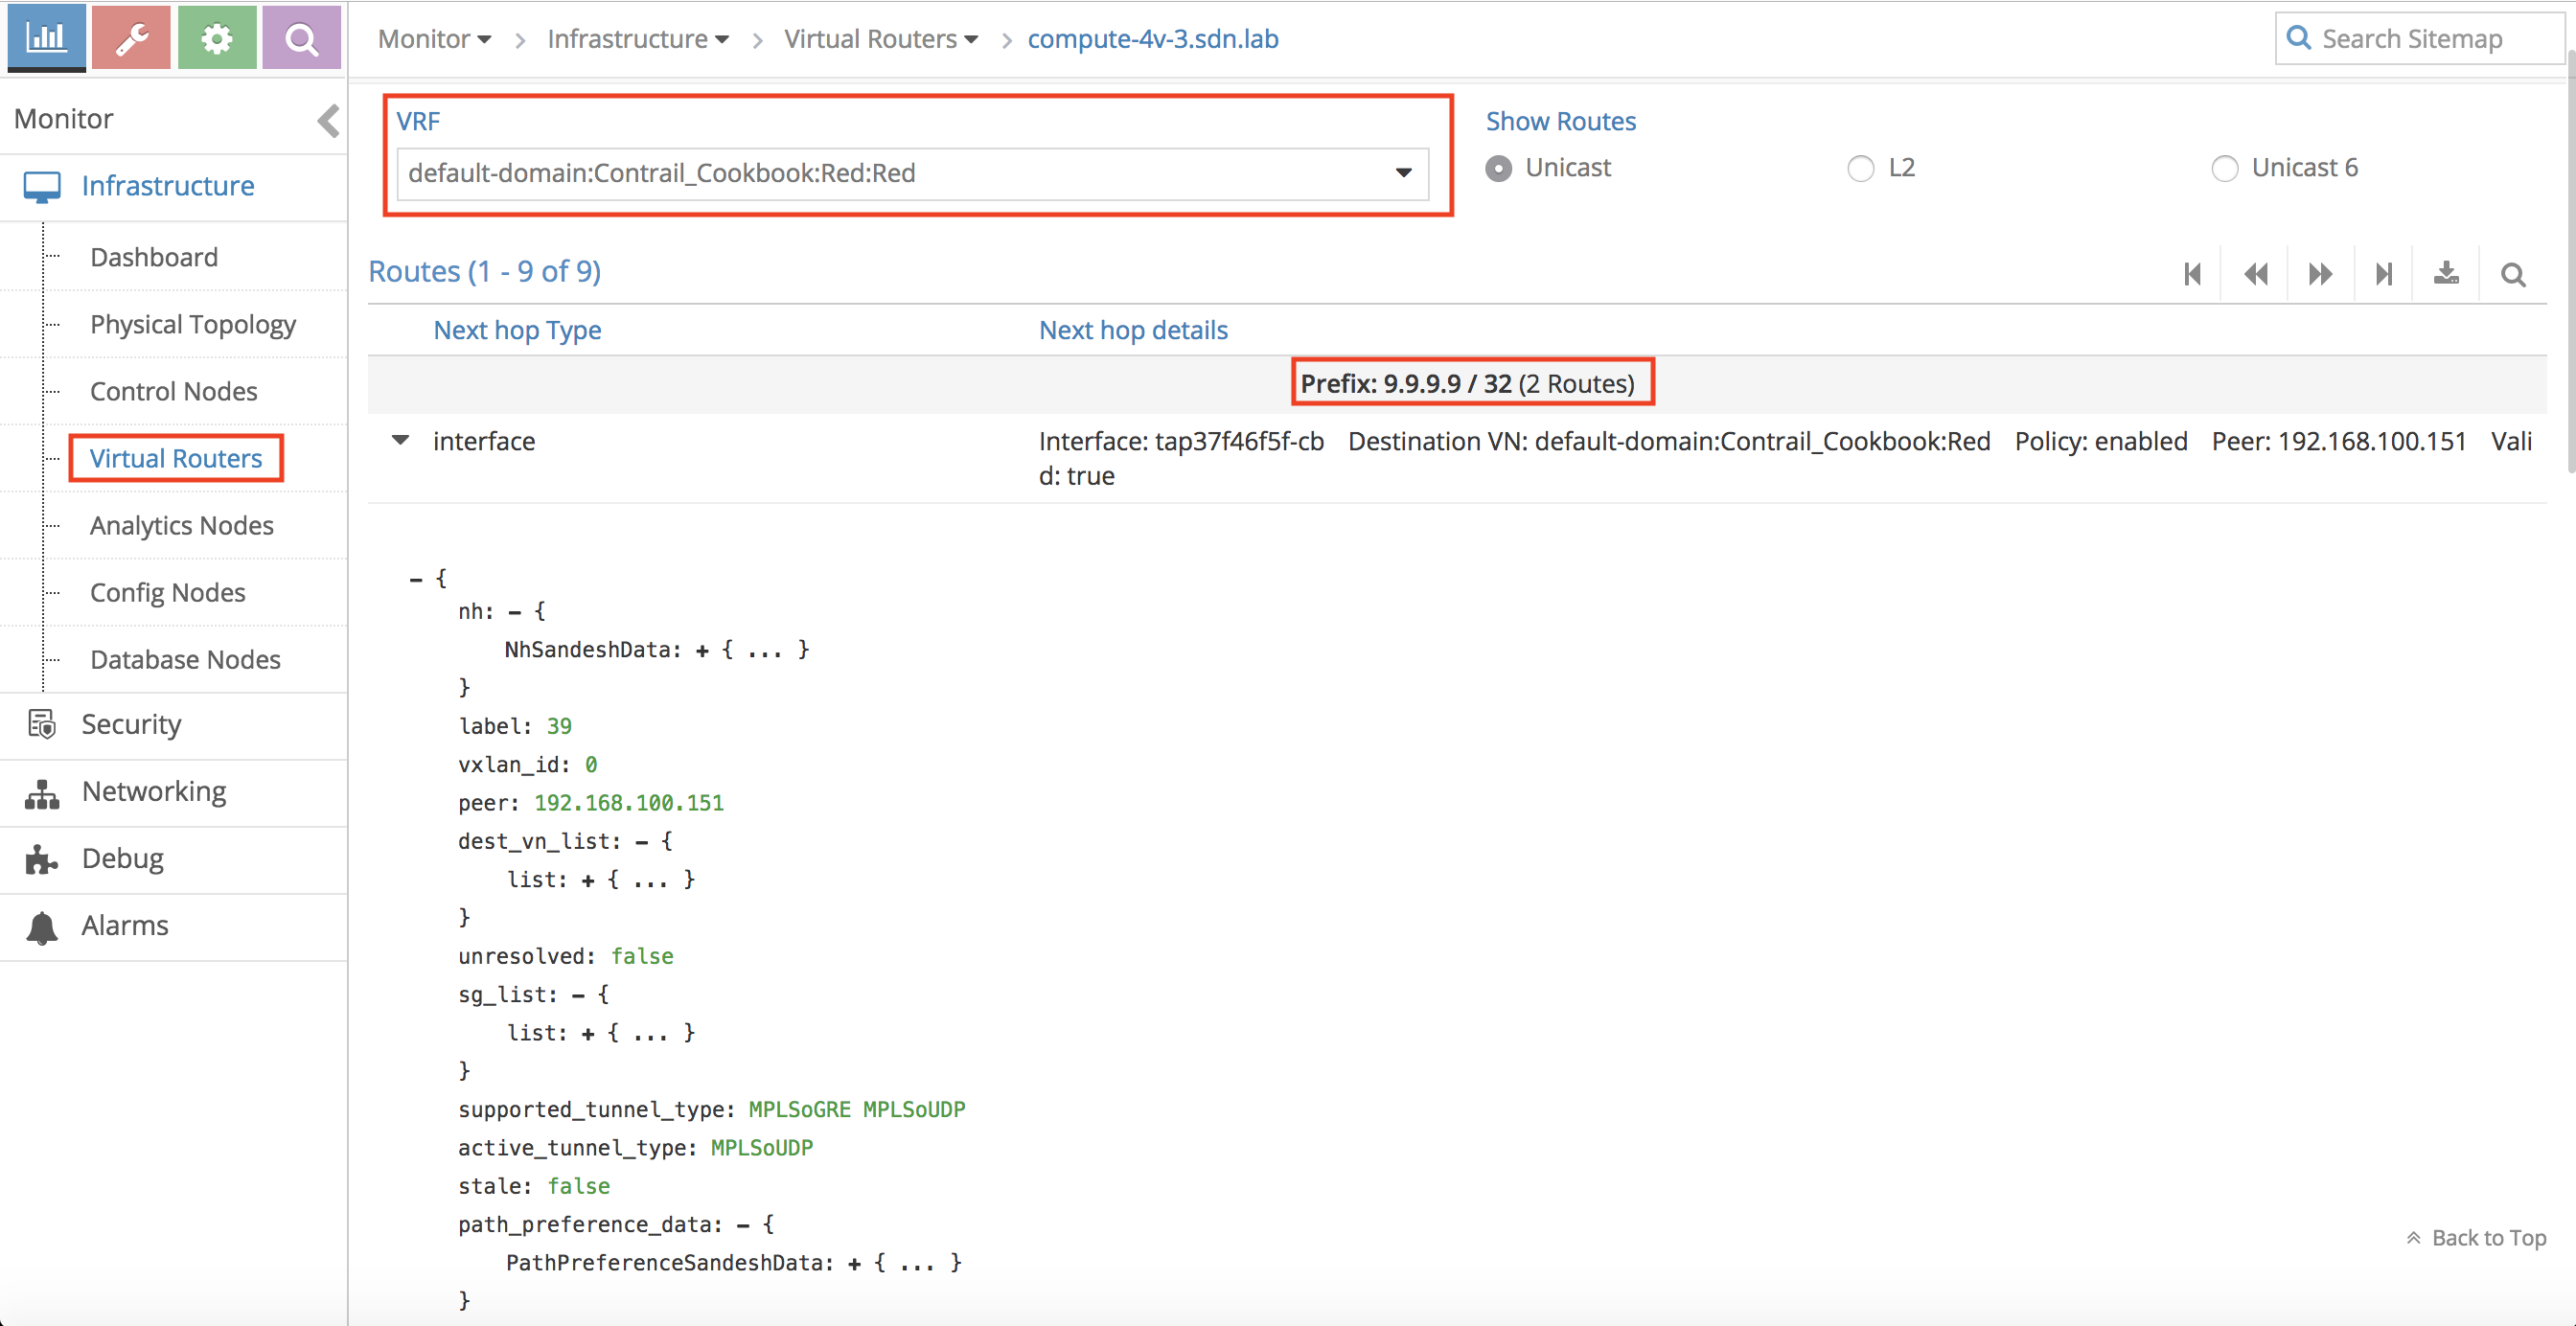 Monitor > Infrastructure > Virtual Routers > compute-4v-3.sdn.lab
Search Sitemap
Monitor
Infrastructure
Dashboard
Physical Topology
Control Nodes
Virtual Routers
Analytics Nodes
Config Nodes
Database Nodes
Security
Networking
Debug
Alarms
VRF
default-domain:Contrail_Cookbook:Red:Red
Show Routes
Unicast L2 Unicast 6
Routes (1 - 9 of 9)
Next hop Type Next hop details
Prefix: 9.9.9.9 / 32 (2 Routes)
interface Interface: tap37f46f5f-cb Destination VN: default-domain:Contrail_Cookbook:Red Policy: enabled Peer: 192.168.100.151 Vali
d: true
- {
nh: - {
NhSandeshData: + { ... }
}
label: 39
vxlan_id: 0
peer: 192.168.100.151
dest_vn_list: - {
list: + { ... }
}
unresolved: false
sg_list: - {
list: + { ... }
}
supported_tunnel_type: MPLSoGRE MPLSoUDP
active_tunnel_type: MPLSoUDP
stale: false
path_preference_data: - {
PathPreferenceSandeshData: + { ... }
}
Back to Top